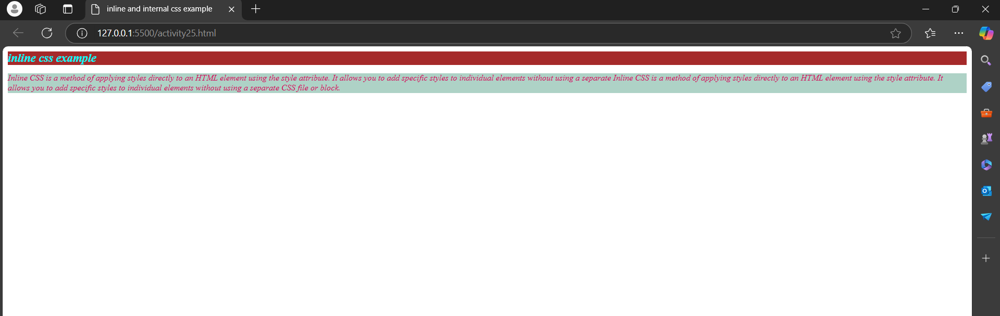 inline and internal css example
127.0.0.1:5500/activity25.html
inline css example
Inline CSS is a method of applying styles directly to an HTML element using the style attribute. It allows you to add specific styles to individual elements without using a separate Inline CSS is a method of applying styles directly to an HTML element using the style attribute. It
allows you to add specific styles to individual elements without using a separate CSS file or block.